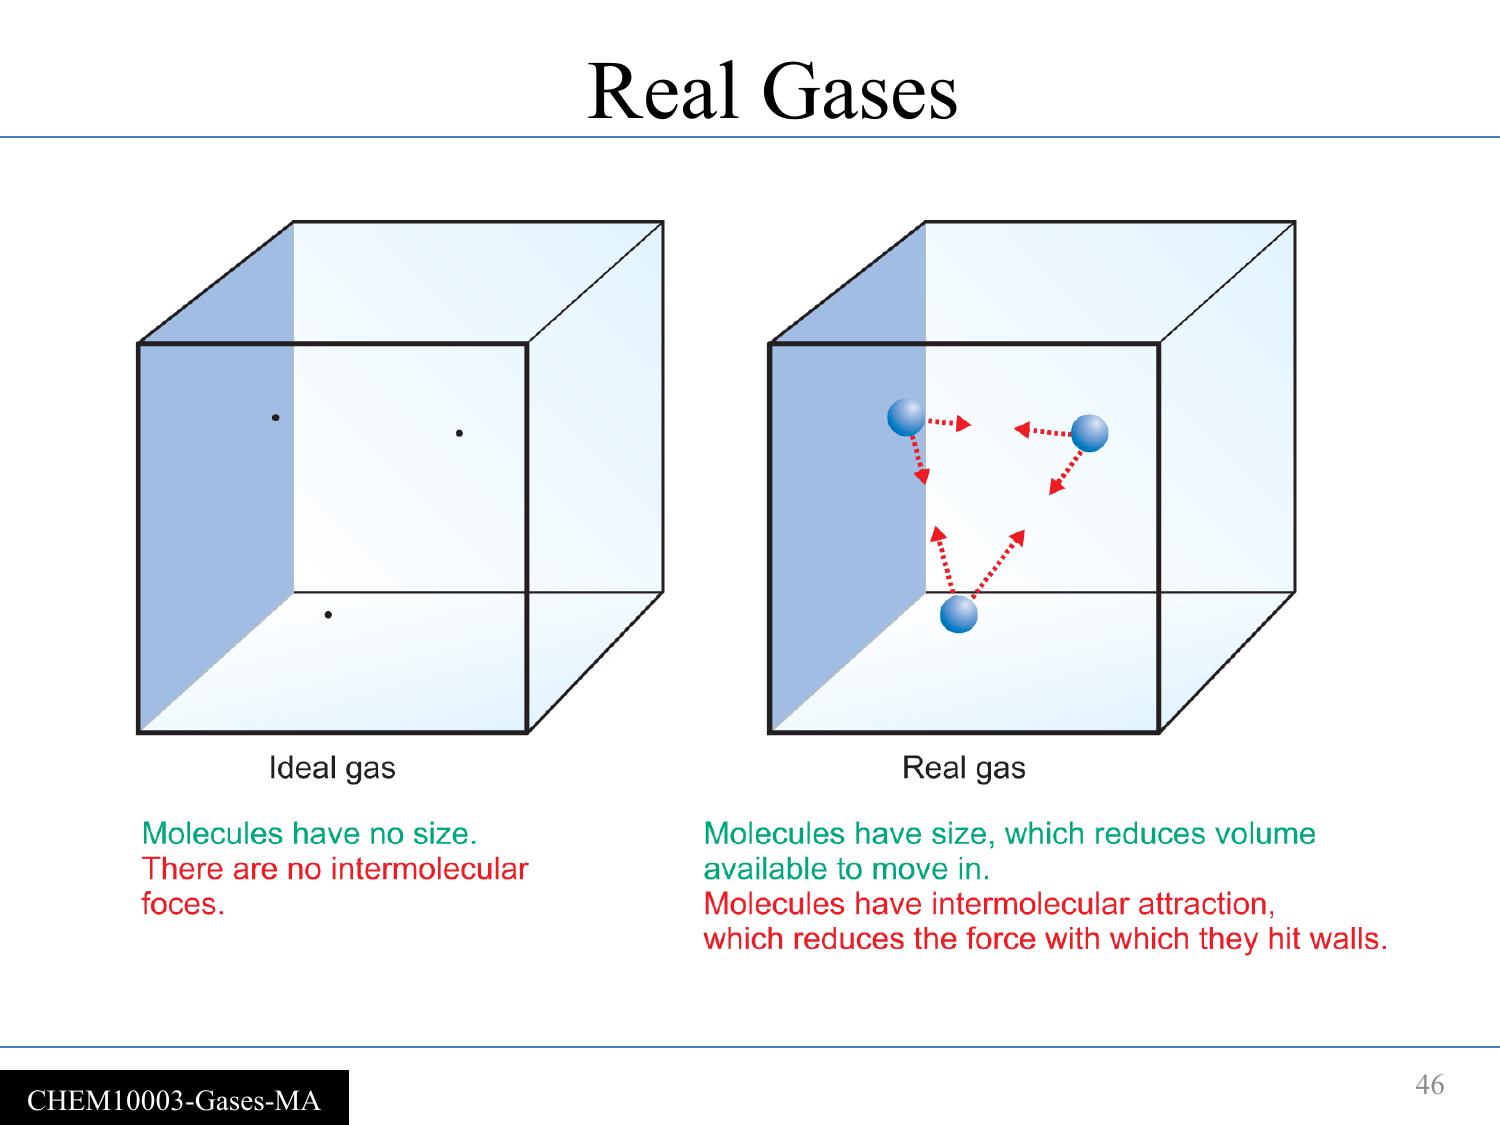 Real Gases
Ideal gas
Molecules have no size.
There are no intermolecular
foces.
Real gas
Molecules have size, which reduces volume
available to move in.
Molecules have intermolecular attraction,
which reduces the force with which they hit walls.
CHEM10003-Gases-MA
46